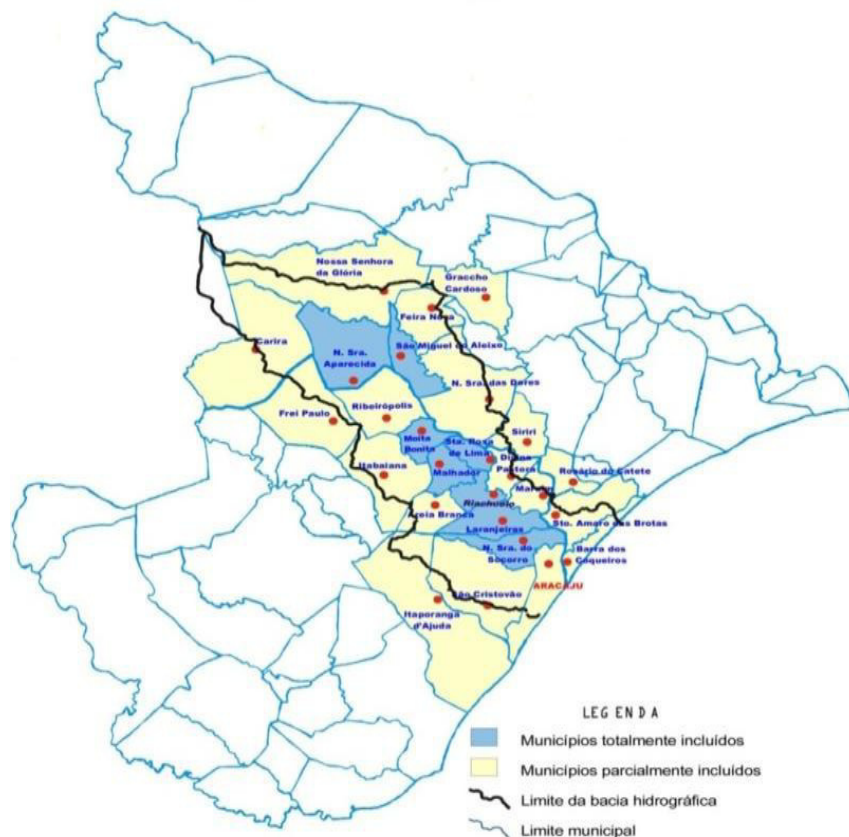 Nossa Senhora
da Glória
Graccho
Cardoso
Feira Nova
Carira
São Miguel do Aleixo
N. Sra.
Aparecida
N. Sra. das Dores
Ribeirópolis
Frei Paulo
Siriri
Moita
Bonita
Sta. Rosa
de Lima
Divina
Pastora
Itabaiana
Malhador
Rosário do Catete
Maruim
Riachuelo
Areia Branca
Sto. Amaro das Brotas
Laranjeiras
N. Sra. do
Socorro
Barra dos
Coqueiros
ARACAJU
São Cristovão
Itaporanga
d'Ajuda
LEGENDA
Municípios totalmente incluídos
Municípios parcialmente incluídos
Limite da bacia hidrográfica
Limite municipal